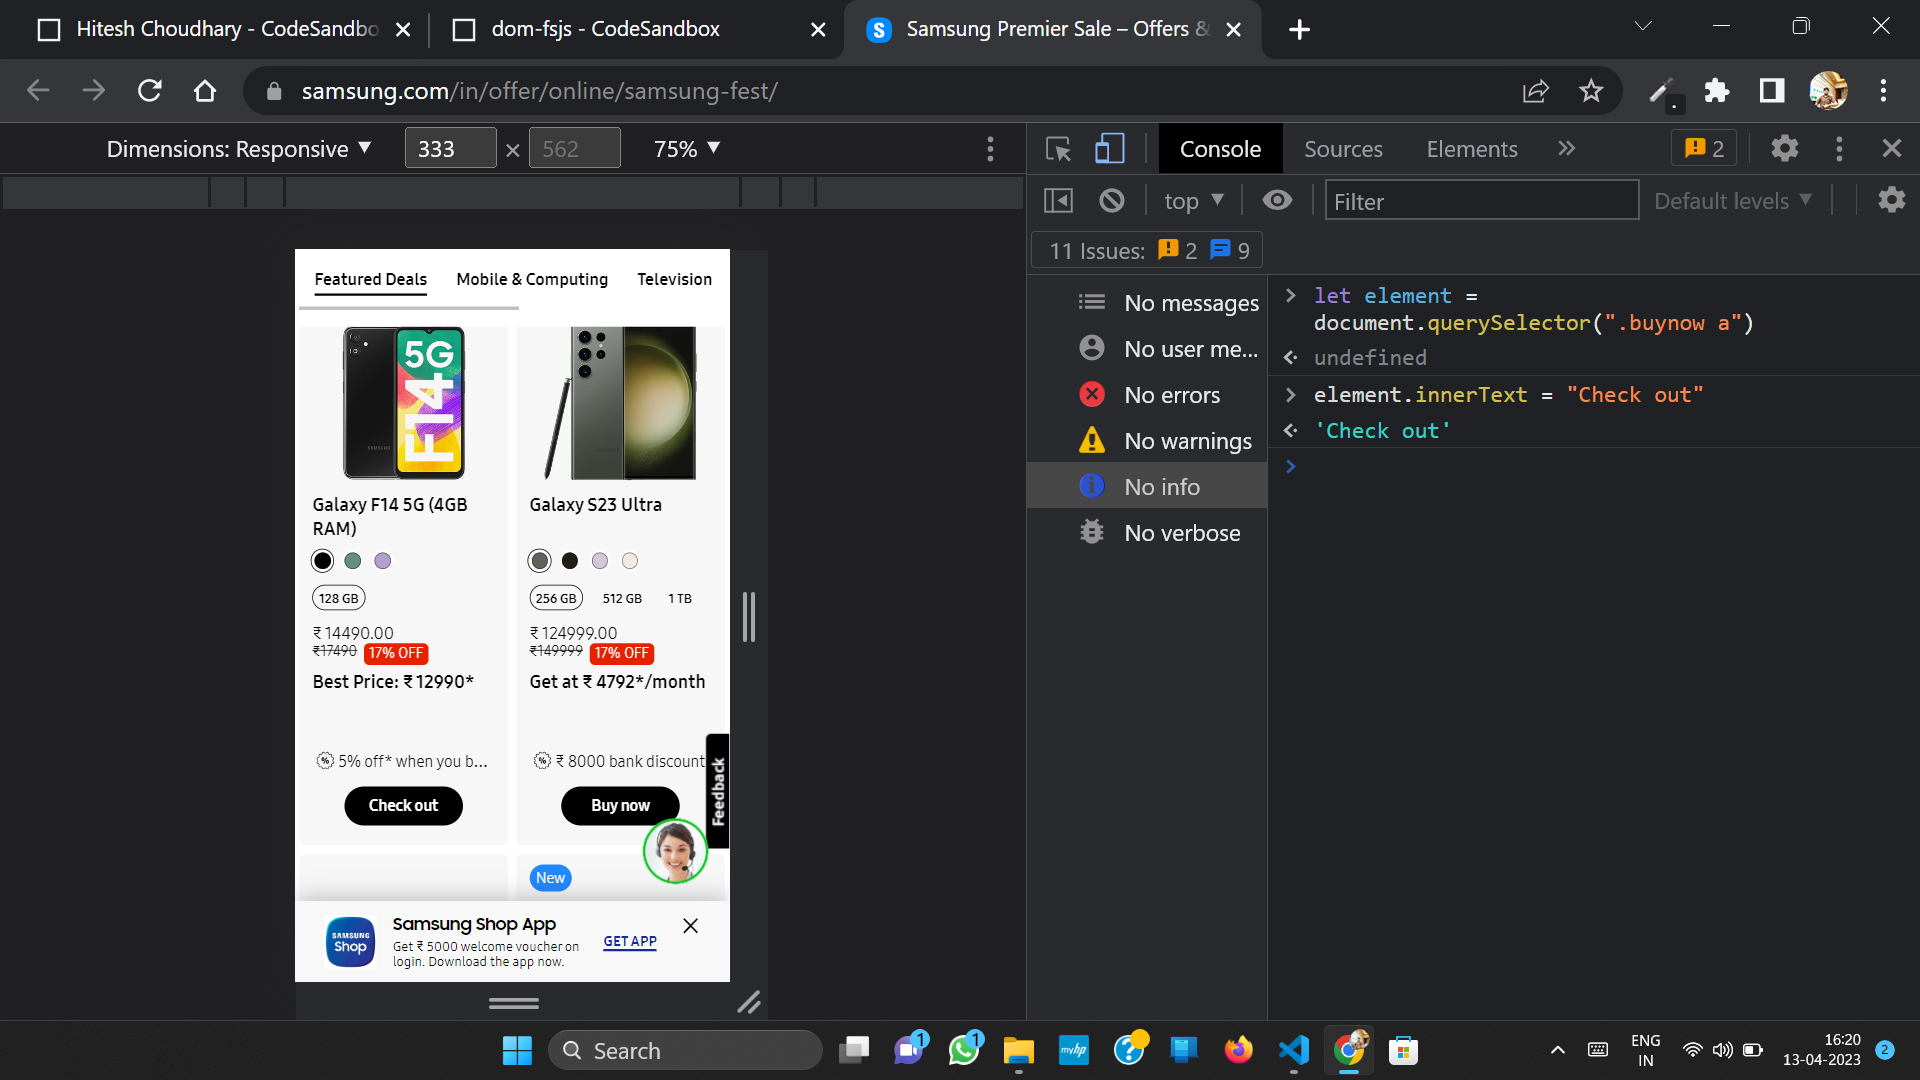 Hitesh Choudhary - CodeSandbo
dom-fsjs - CodeSandbox
Samsung Premier Sale – Offers &
samsung.com/in/offer/online/samsung-fest/
Dimensions: Responsive
333
×
562
75%
Console
Sources
Elements
2
top
Filter
Default levels
11 Issues:
2
9
No messages
No user me...
No errors
No warnings
No info
No verbose
let element =
document.querySelector(".buynow a")
undefined
element.innerText = "Check out"
'Check out'
Featured Deals
Mobile & Computing
Television
5G
F14
SAMSUNG
Galaxy F14 5G (4GB
RAM)
128 GB
₹ 14490.00
₹17490
17% OFF
Best Price: ₹ 12990*
5% off* when you b...
Check out
Galaxy S23 Ultra
256 GB
512 GB
1 TB
₹ 124999.00
₹149999
17% OFF
Get at ₹ 4792*/month
₹ 8000 bank discount
Buy now
Feedback
New
SAMSUNG
Shop
Samsung Shop App
Get ₹ 5000 welcome voucher on
login. Download the app now.
GET APP
Search
1
1
myhp
ENG
IN
16:20
13-04-2023
2